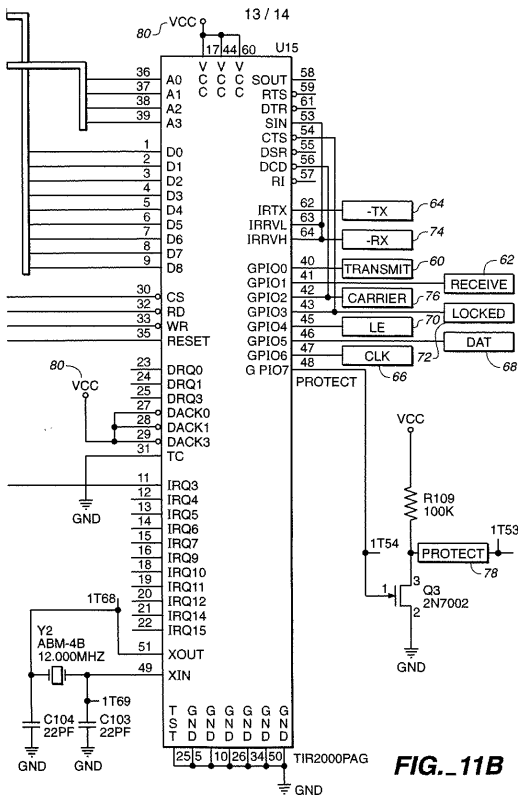 13 / 14
80
VCC
17 44 60
U15
VCC VCC VCC
36 A0
37 A1
38 A2
39 A3
1 D0
2 D1
3 D2
4 D3
5 D4
6 D5
7 D6
8 D7
9 D8
30 CS
32 RD
33 WR
35 RESET
23 DRQ0
24 DRQ1
25 DRQ3
27 DACK0
28 DACK1
29 DACK3
31 TC
80
VCC
GND
11 IRQ3
12 IRQ4
13 IRQ5
14 IRQ6
15 IRQ7
16 IRQ9
18 IRQ10
19 IRQ11
20 IRQ12
21 IRQ14
22 IRQ15
51 XOUT
49 XIN
1T68
Y2
ABM-4B
12.000MHZ
1T69
C104
22PF
C103
22PF
GND
GND
SOUT 58
RTS 59
DTR 61
SIN 53
CTS 54
DSR 55
DCD 56
RI 57
IRTX 62
IRRVL 63
IRRVH 64
GPIO0 40
GPIO1 41
GPIO2 42
GPIO3 43
GPIO4 45
GPIO5 46
GPIO6 47
G PIO7 48
PROTECT
-TX 64
-RX 74
TRANSMIT 60
RECEIVE 62
CARRIER 76
LOCKED 72
LE 70
DAT 68
CLK 66
VCC
R109
100K
1T54
1T53
PROTECT
78
3
1
2
Q3
2N7002
GND
TST GND GND GND GND GND
25 5 10 26 34 50
TIR2000PAG
GND
FIG._11B